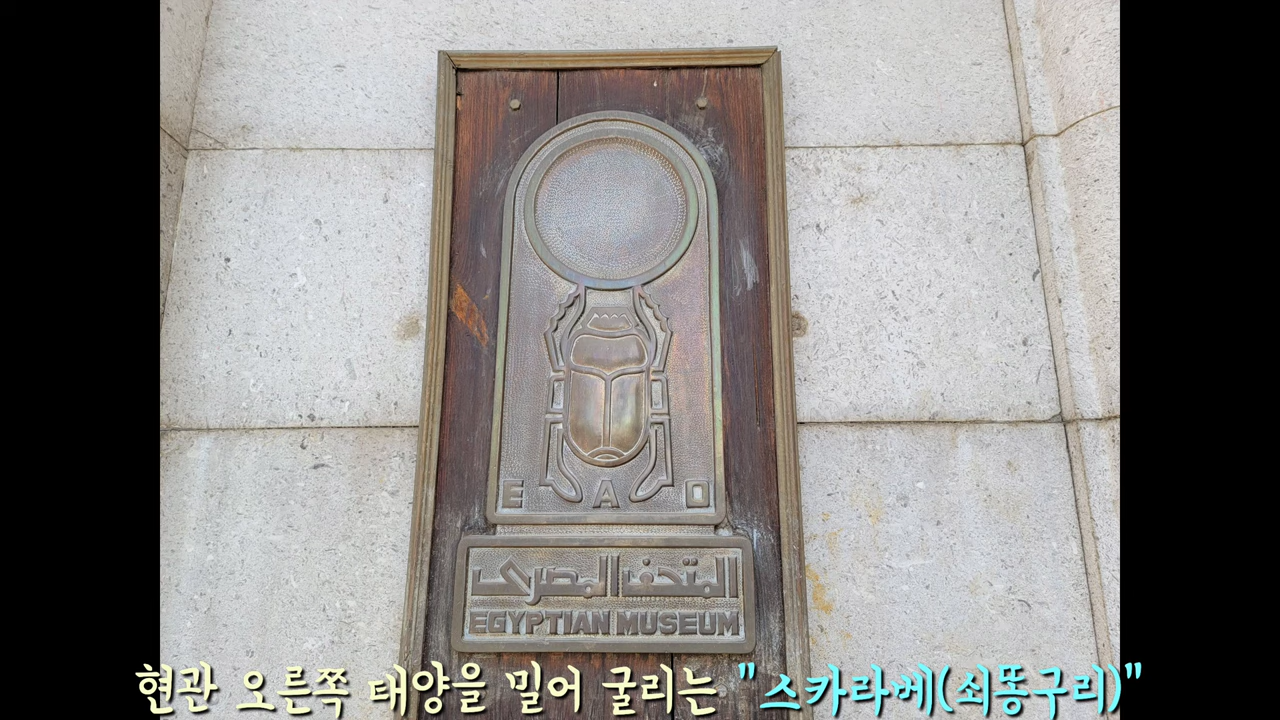 E A O
المتحف المصرى
EGYPTIAN MUSEUM
현관 오른쪽 태양을 밀어 굴리는 "스카라베(쇠똥구리)"